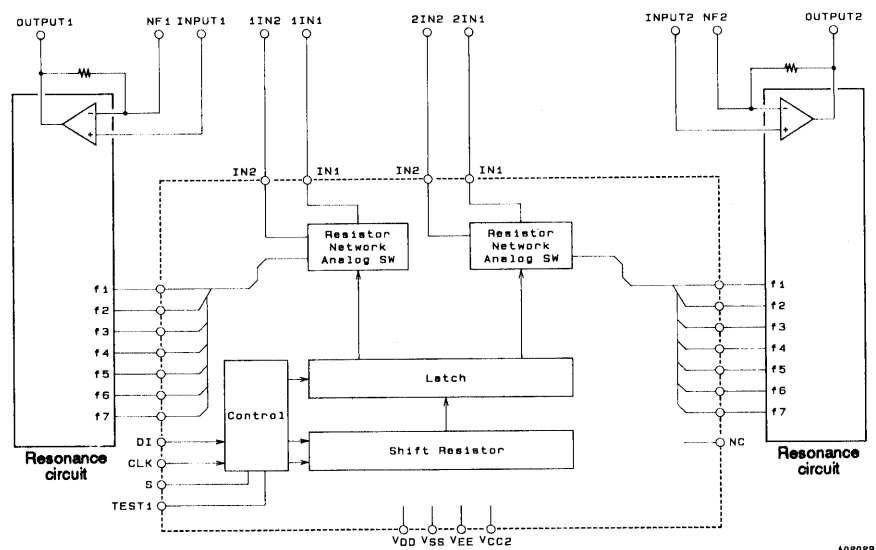 OUTPUT1 NF1 INPUT1 1IN2 1IN1 2IN2 2IN1 INPUT2 NF2 OUTPUT2
- -
+ +
IN2 IN1 IN2 IN1
Resistor Network Analog SW
Resistor Network Analog SW
f1 f1
f2 f2
f3 f3
f4 f4
f5 f5
f6 f6
f7 f7
Latch
Control
DI NC
Shift Resistor
CLK
Resonance circuit
Resonance circuit
S
TEST1
VDD VSS VEE VCC2
A02029